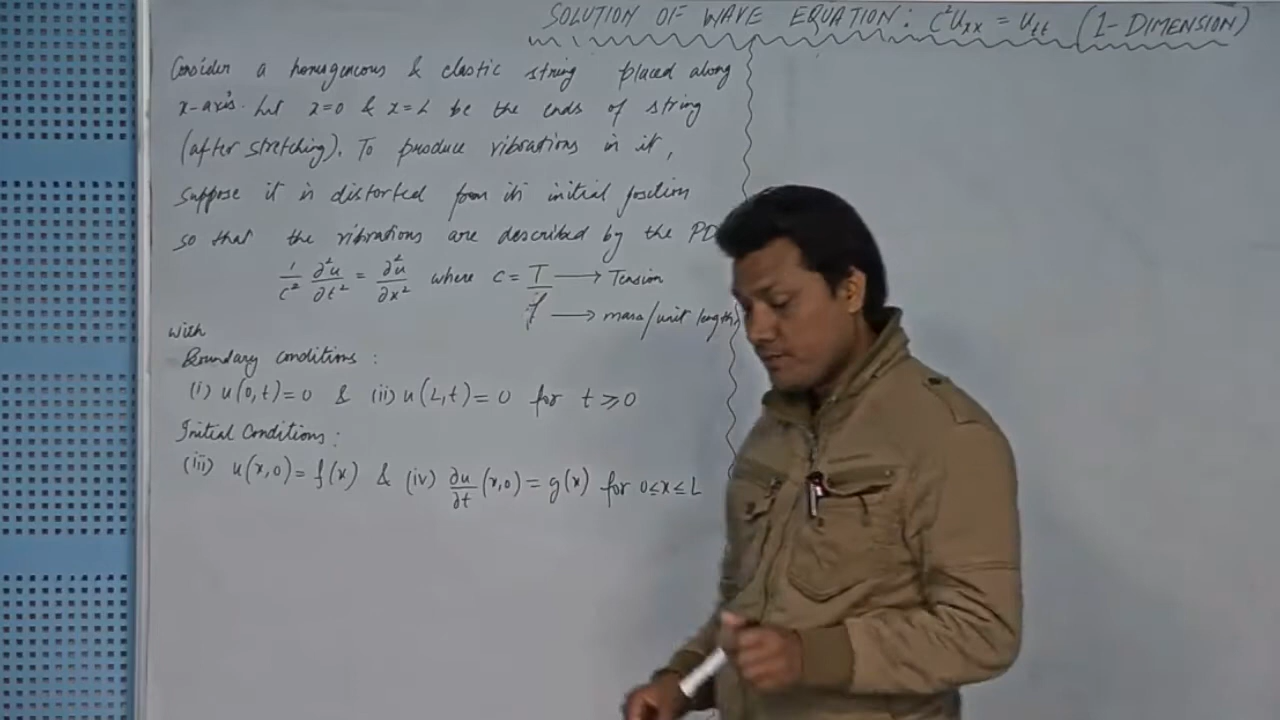 SOLUTION OF WAVE EQUATION: C²Uₓₓ = Uₜₜ (1-DIMENSION)
Consider a homogeneous & elastic string placed along
x-axis. Let x=0 & x=L be the ends of string
(after stretching). To produce vibrations in it,
suppose it is distorted from its initial position
so that the vibrations are described by the PD
1/c² ∂²u/∂t² = ∂²u/∂x² where c = T/ρ
T → Tension
ρ → mass/unit length
with
Boundary conditions:
(i) u(0,t)=0 & (ii) u(L,t)=0 for t ⩾ 0
Initial Conditions:
(iii) u(x,0)=f(x) & (iv) ∂u/∂t (x,0)=g(x) for 0≤x≤L